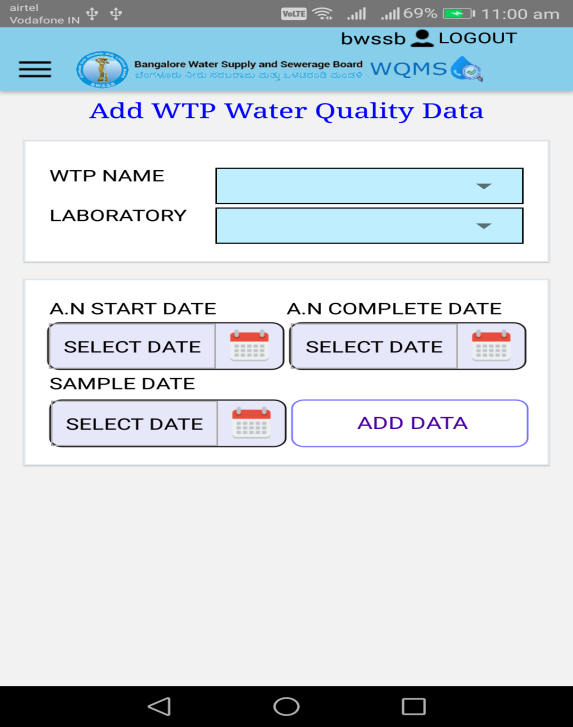 airtel
Vodafone IN
VoLTE 69% 11:00 am
bwssb LOGOUT
Bangalore Water Supply and Sewerage Board WQMS
ಬೆಂಗಳೂರು ನೀರು ಸರಬರಾಜು ಮತ್ತು ಒಳಚರಂಡಿ ಮಂಡಳಿ
Add WTP Water Quality Data
WTP NAME
LABORATORY
A.N START DATE A.N COMPLETE DATE
SELECT DATE SELECT DATE
SAMPLE DATE
SELECT DATE ADD DATA